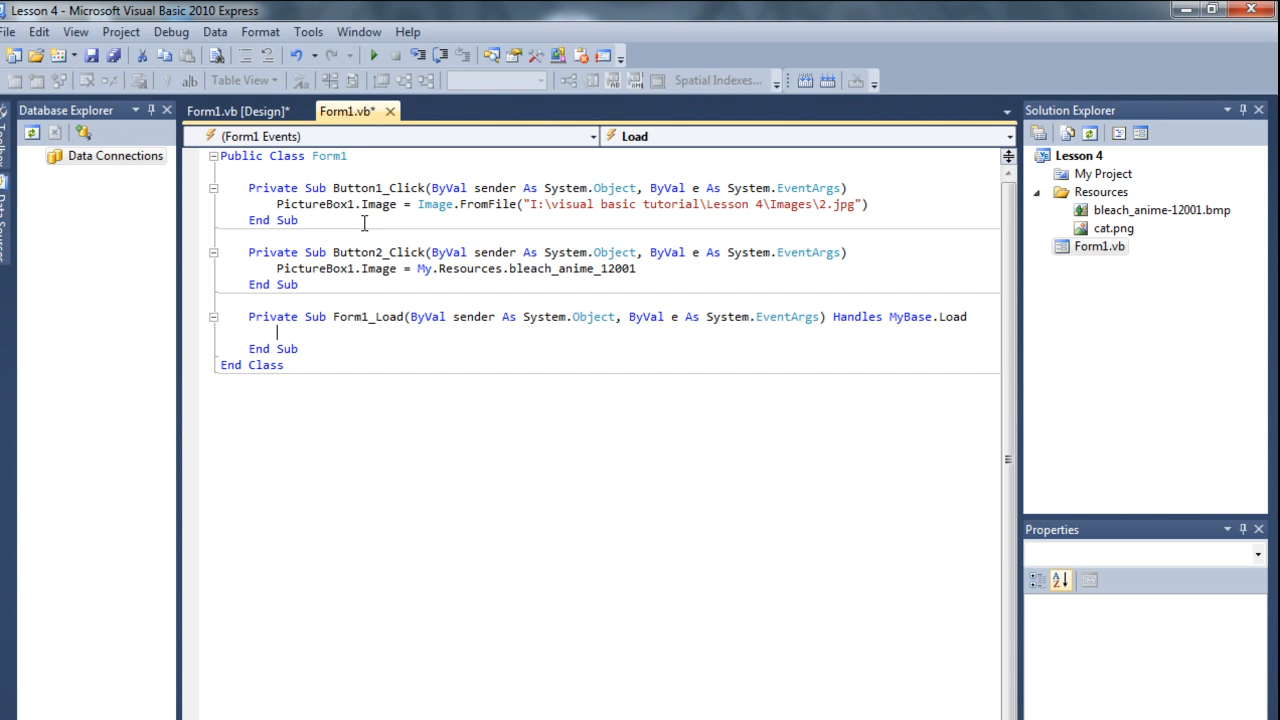 Lesson 4 - Microsoft Visual Basic 2010 Express
File Edit View Project Debug Data Format Tools Window Help
Table View Spatial Indexes...
Database Explorer
Form1.vb [Design]* Form1.vb*
Solution Explorer
(Form1 Events) Load
Data Connections
Toolbox
Data Sources
Public Class Form1
Private Sub Button1_Click(ByVal sender As System.Object, ByVal e As System.EventArgs)
PictureBox1.Image = Image.FromFile("I:\visual basic tutorial\Lesson 4\Images\2.jpg")
End Sub
Private Sub Button2_Click(ByVal sender As System.Object, ByVal e As System.EventArgs)
PictureBox1.Image = My.Resources.bleach_anime_12001
End Sub
Private Sub Form1_Load(ByVal sender As System.Object, ByVal e As System.EventArgs) Handles MyBase.Load
End Sub
End Class
Lesson 4
My Project
Resources
bleach_anime-12001.bmp
cat.png
Form1.vb
Properties